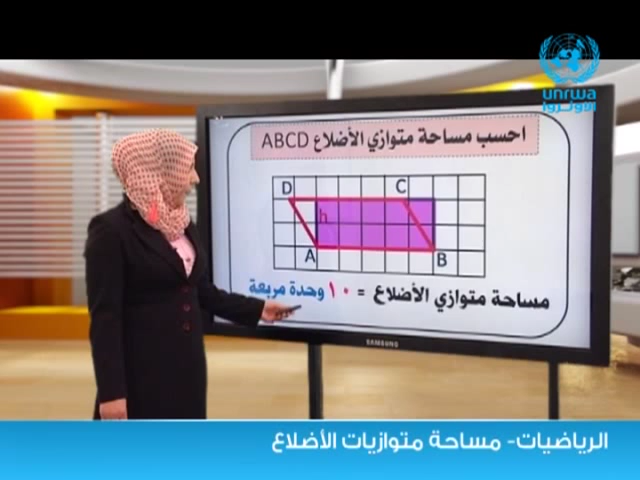 unrwa
الأونروا
احسب مساحة متوازي الأضلاع ABCD
D C
h
A B
مساحة متوازي الأضلاع = ١٠ وحدة مربعة
SAMSUNG
الرياضيات- مساحة متوازيات الأضلاع